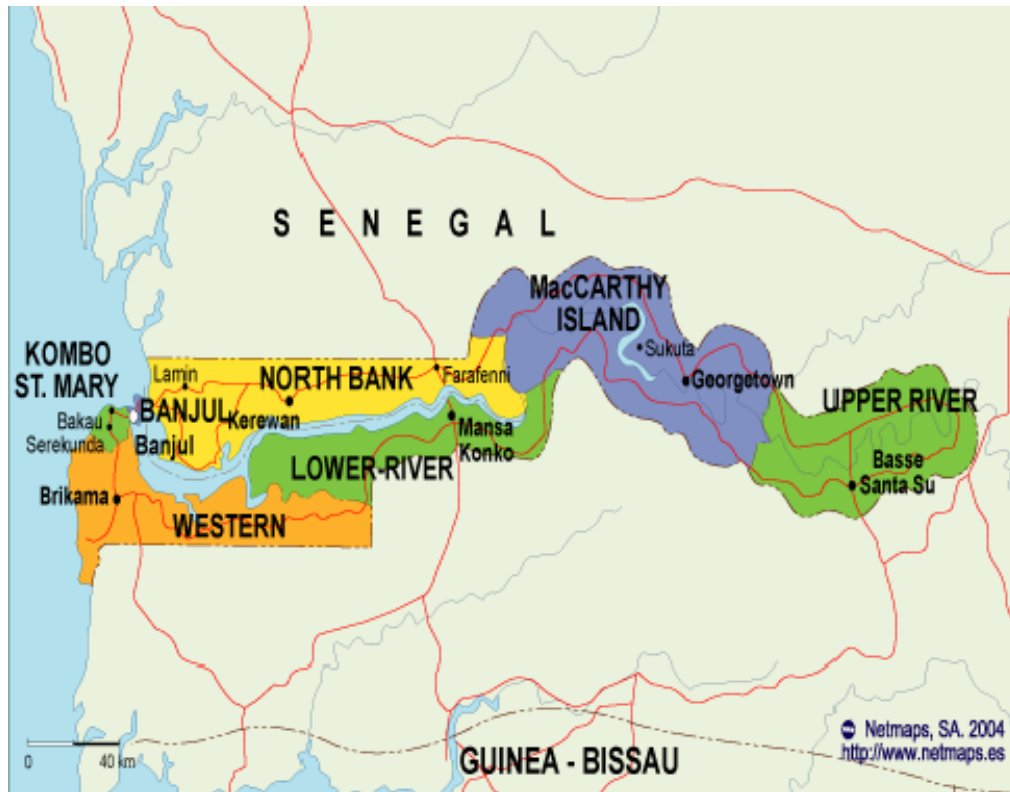 SENEGAL
MacCARTHY
ISLAND
Sukuta
Georgetown
KOMBO
ST. MARY
Lamin
NORTH BANK
Farafenni
Bakau
BANJUL
Kerewan
Serekunda
Banjul
Mansa
Konko
UPPER RIVER
LOWER-RIVER
Basse
Santa Su
Brikama
WESTERN
0 40 km
GUINEA - BISSAU
Netmaps, SA. 2004
http://www.netmaps.es